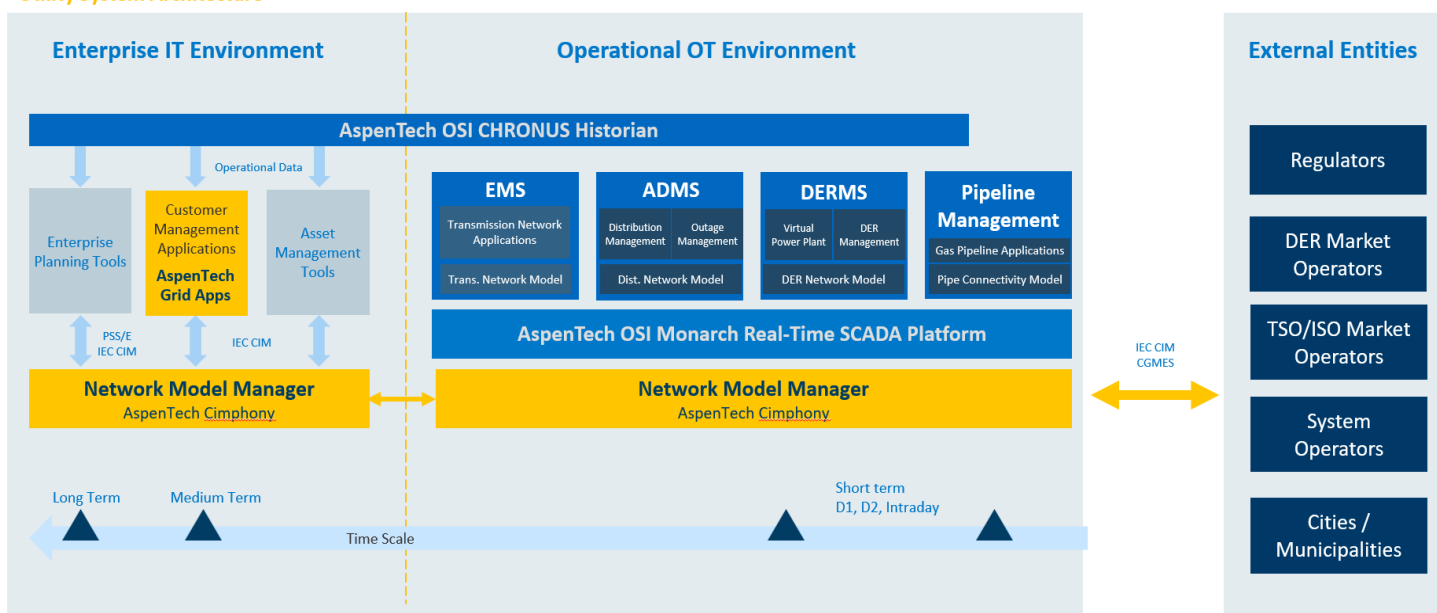 Enterprise IT Environment
Operational OT Environment
External Entities
AspenTech OSI CHRONUS Historian
Operational Data
Enterprise
Planning Tools
Customer
Management
Applications
AspenTech
Grid Apps
Asset
Management
Tools
PSS/E
IEC CIM
IEC CIM
Network Model Manager
AspenTech Cimphony
EMS
Transmission Network
Applications
Trans. Network Model
ADMS
Distribution
Management
Outage
Management
Dist. Network Model
DERMS
Virtual
Power Plant
DER
Management
DER Network Model
Pipeline
Management
Gas Pipeline Applications
Pipe Connectivity Model
AspenTech OSI Monarch Real-Time SCADA Platform
Network Model Manager
AspenTech Cimphony
IEC CIM
CGMES
Regulators
DER Market
Operators
TSO/ISO Market
Operators
System
Operators
Cities /
Municipalities
Long Term
Medium Term
Short term
D1, D2, Intraday
Time Scale